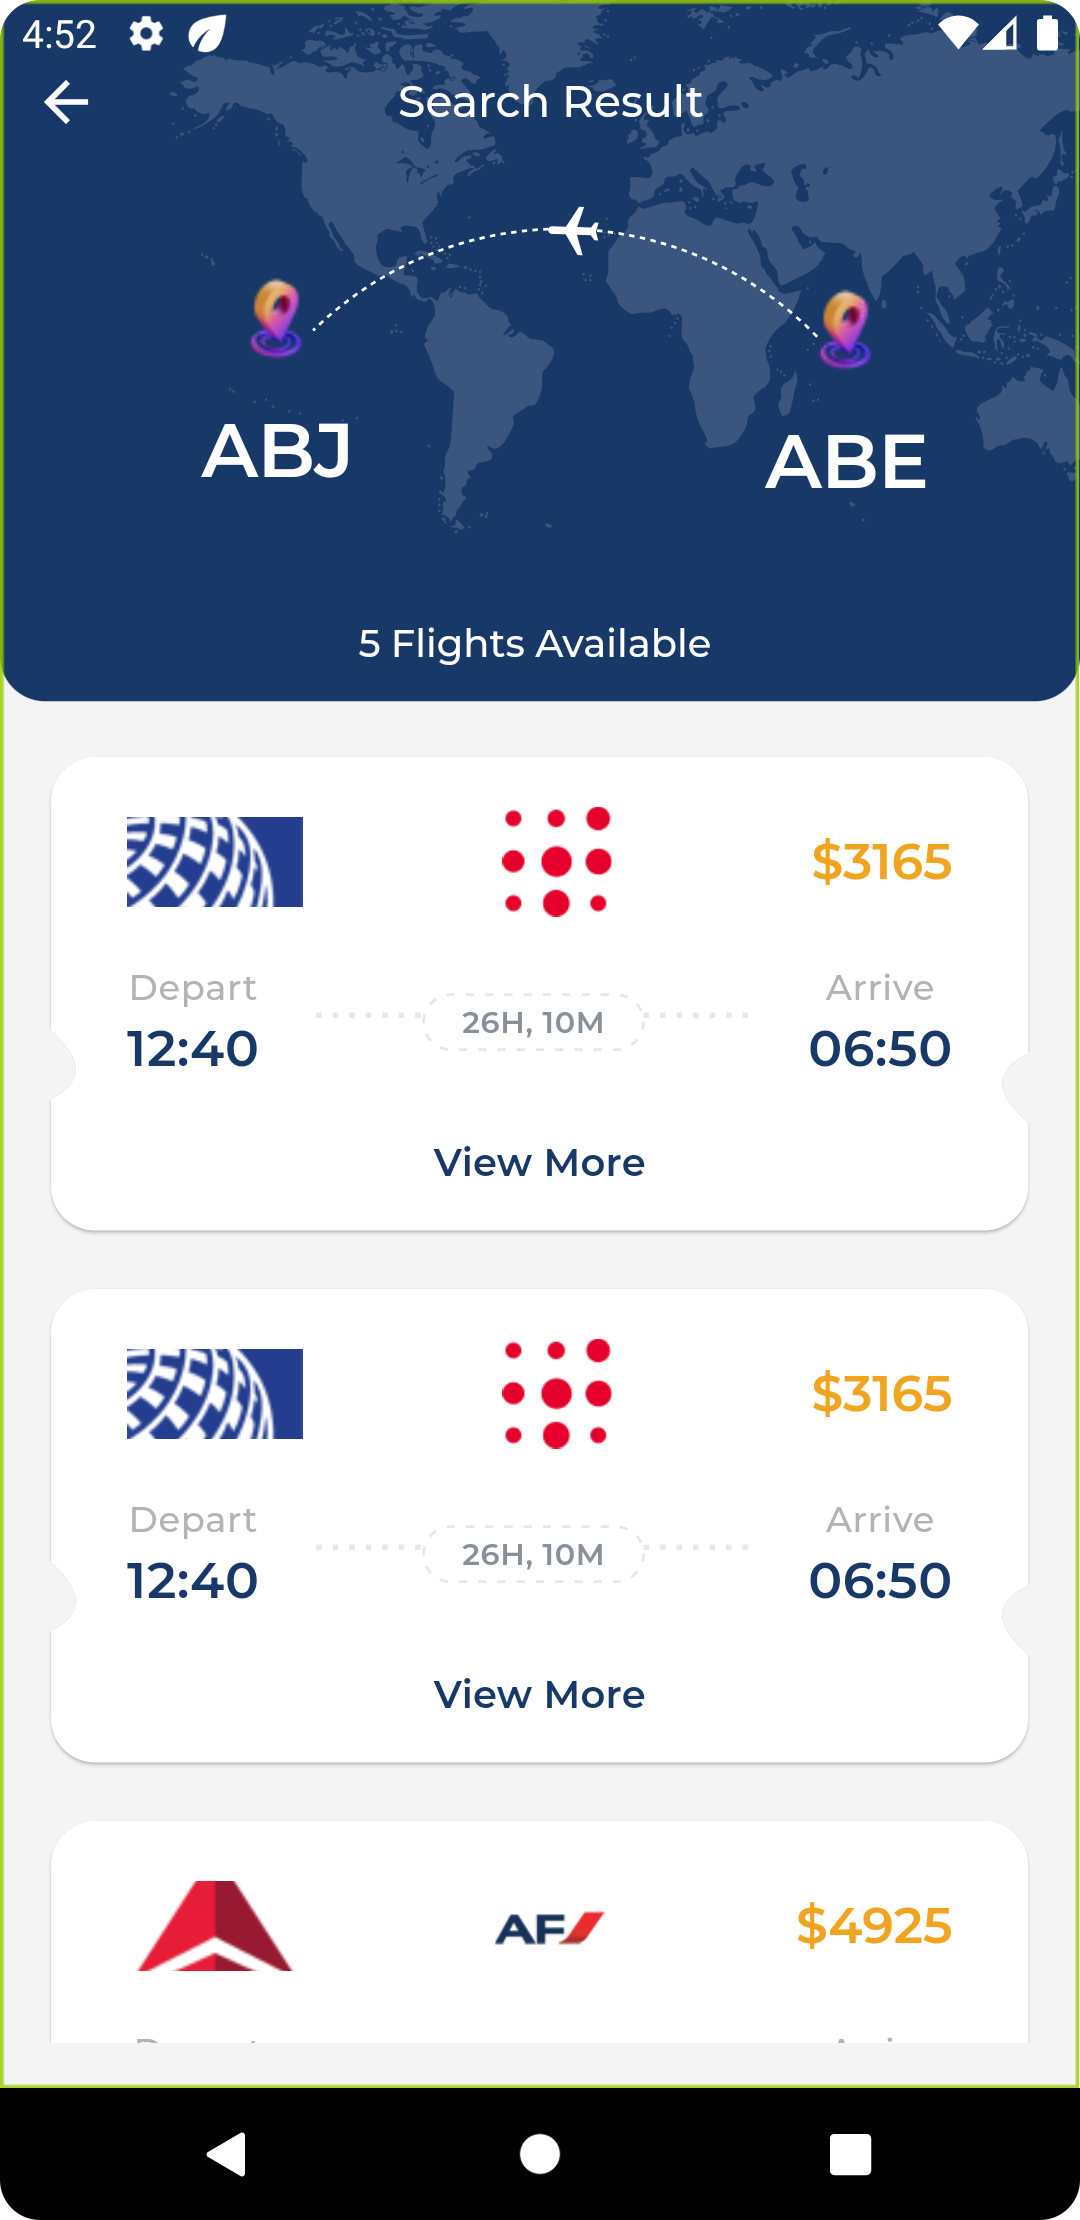 4:52
Search Result
ABJ
ABE
5 Flights Available
$3165
Depart
Arrive
12:40
26H, 10M
06:50
View More
$3165
Depart
Arrive
12:40
26H, 10M
06:50
View More
AF
$4925